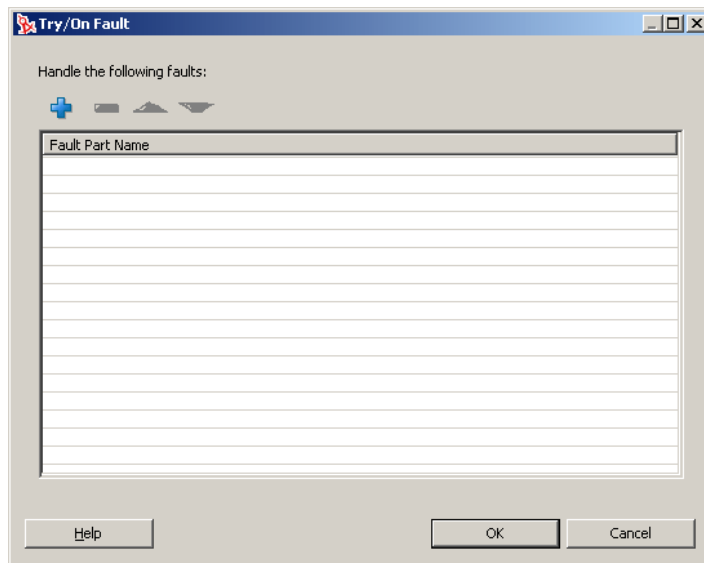 Try/On Fault
Handle the following faults:
Fault Part Name
Help
OK
Cancel